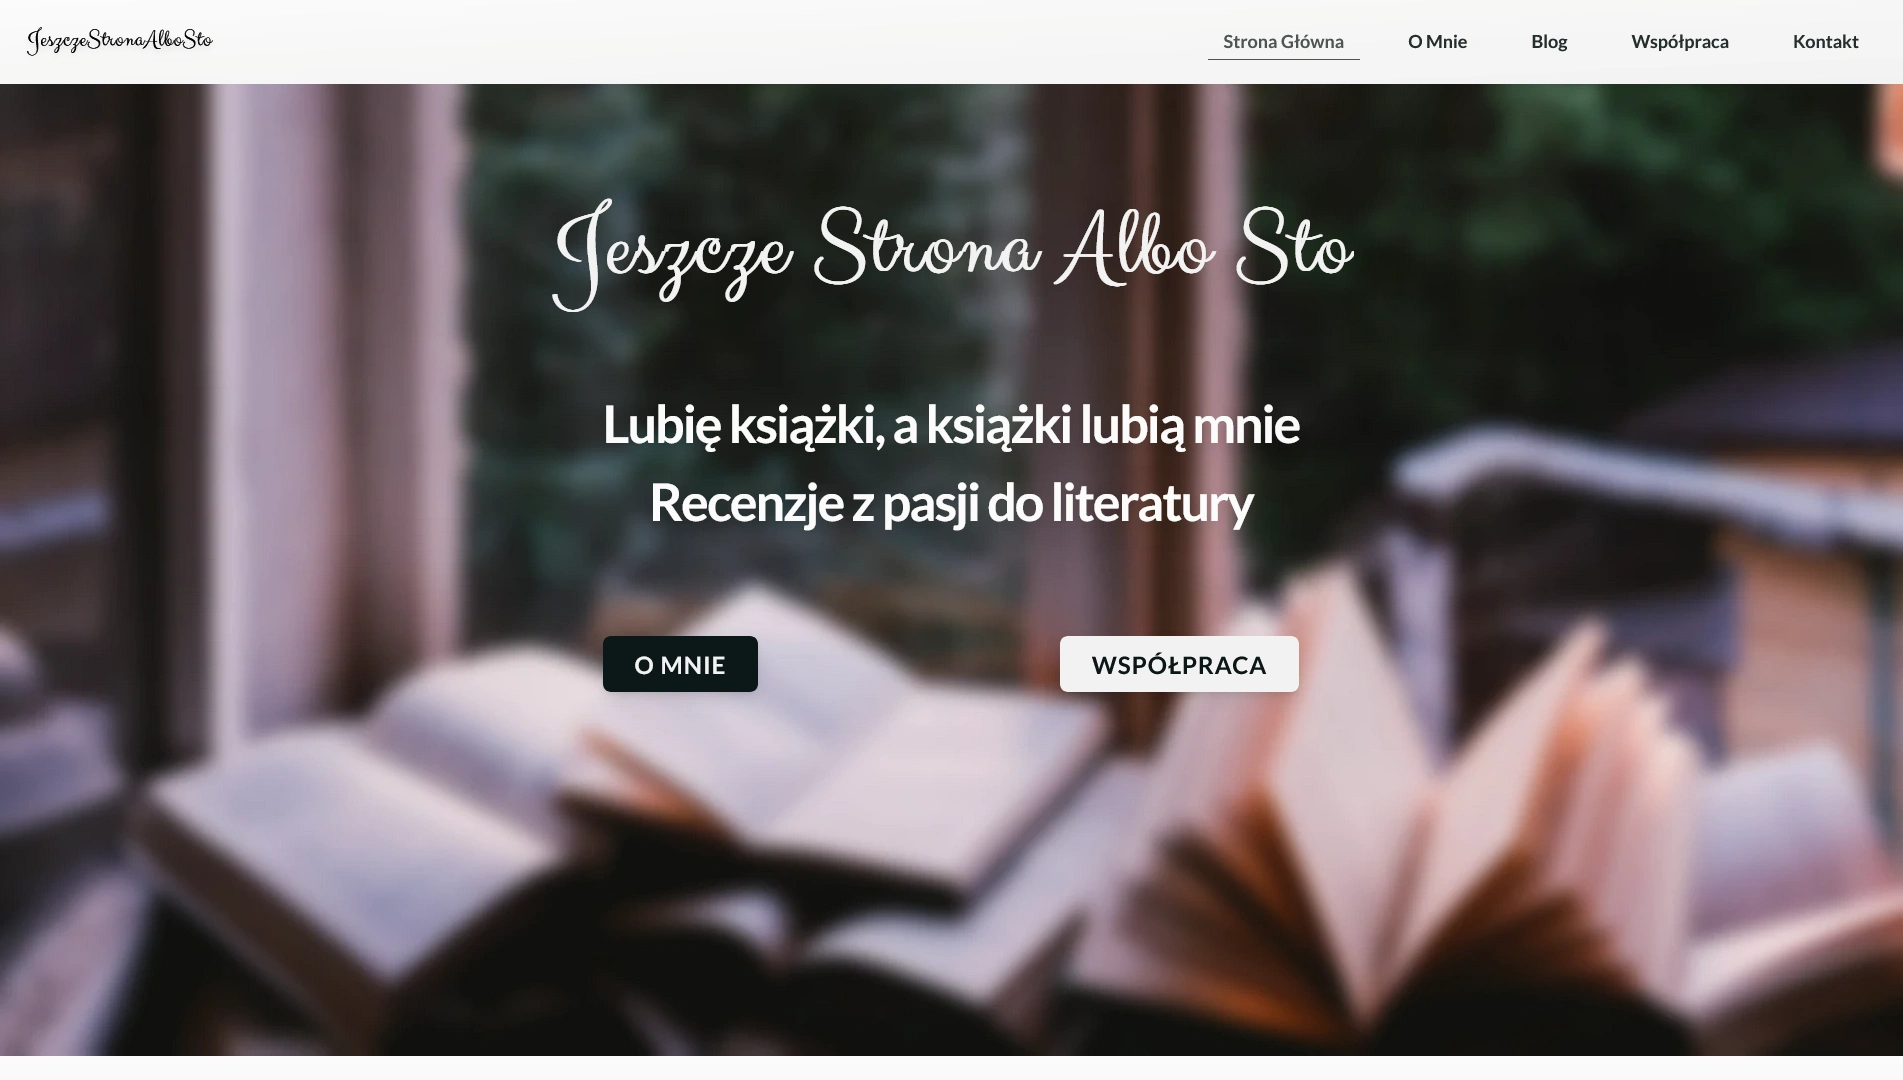 JeszczeStronaAlboSto
Strona Główna
O Mnie
Blog
Współpraca
Kontakt
Jeszcze Strona Albo Sto
Lubię książki, a książki lubią mnie
Recenzje z pasji do literatury
O MNIE
WSPÓŁPRACA